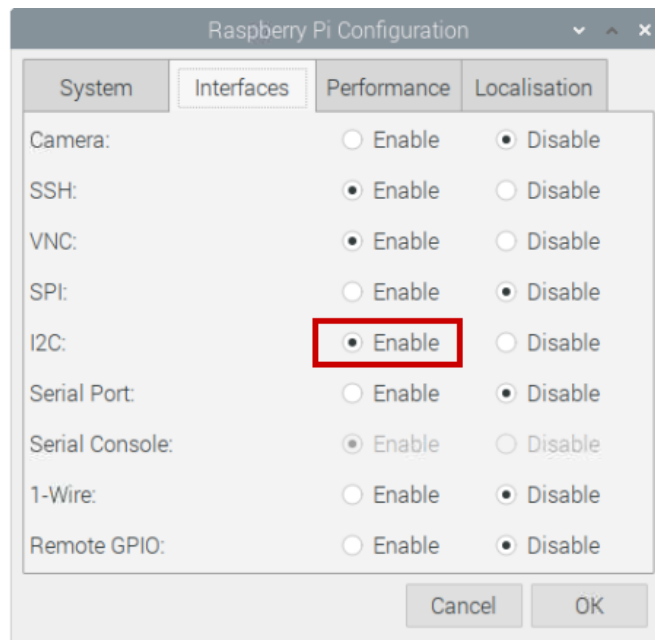 Raspberry Pi Configuration
System Interfaces Performance Localisation
Camera: Enable Disable
SSH: Enable Disable
VNC: Enable Disable
SPI: Enable Disable
I2C: Enable Disable
Serial Port: Enable Disable
Serial Console: Enable Disable
1-Wire: Enable Disable
Remote GPIO: Enable Disable
Cancel OK